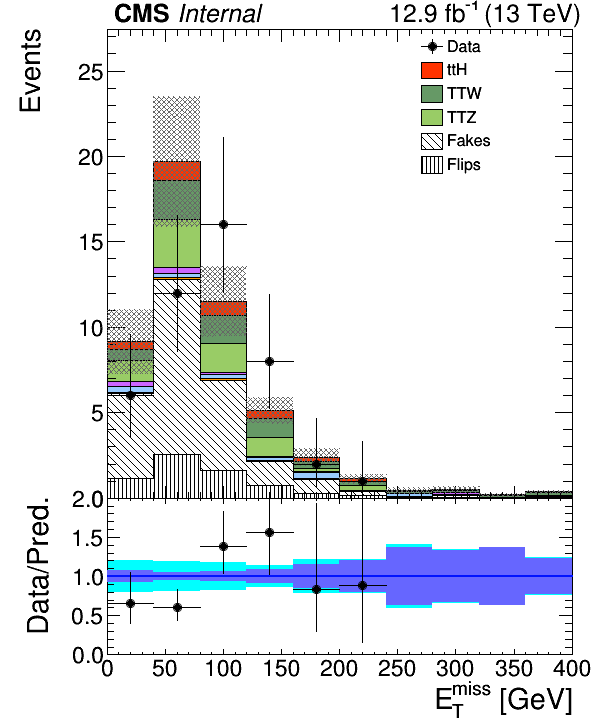 CMS Internal 12.9 fb⁻¹ (13 TeV)
Events
25
20
15
10
5
Data
ttH
TTW
TTZ
Fakes
Flips
Data/Pred.
2.0
1.5
1.0
0.5
0.0
0 50 100 150 200 250 300 350 400
E_T^miss [GeV]